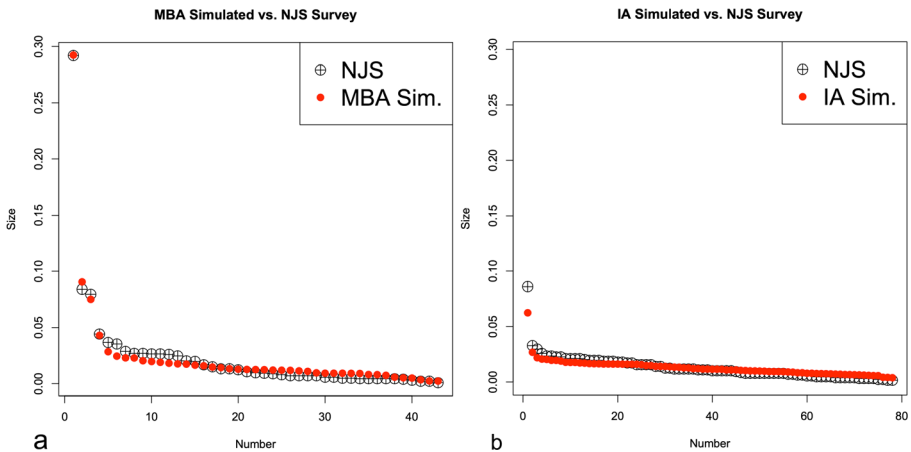 MBA Simulated vs. NJS Survey
Size
0.00
0.05
0.10
0.15
0.20
0.25
0.30
NJS
MBA Sim.
0
10
20
30
40
Number
a
IA Simulated vs. NJS Survey
Size
0.00
0.05
0.10
0.15
0.20
0.25
0.30
NJS
IA Sim.
0
20
40
60
80
Number
b